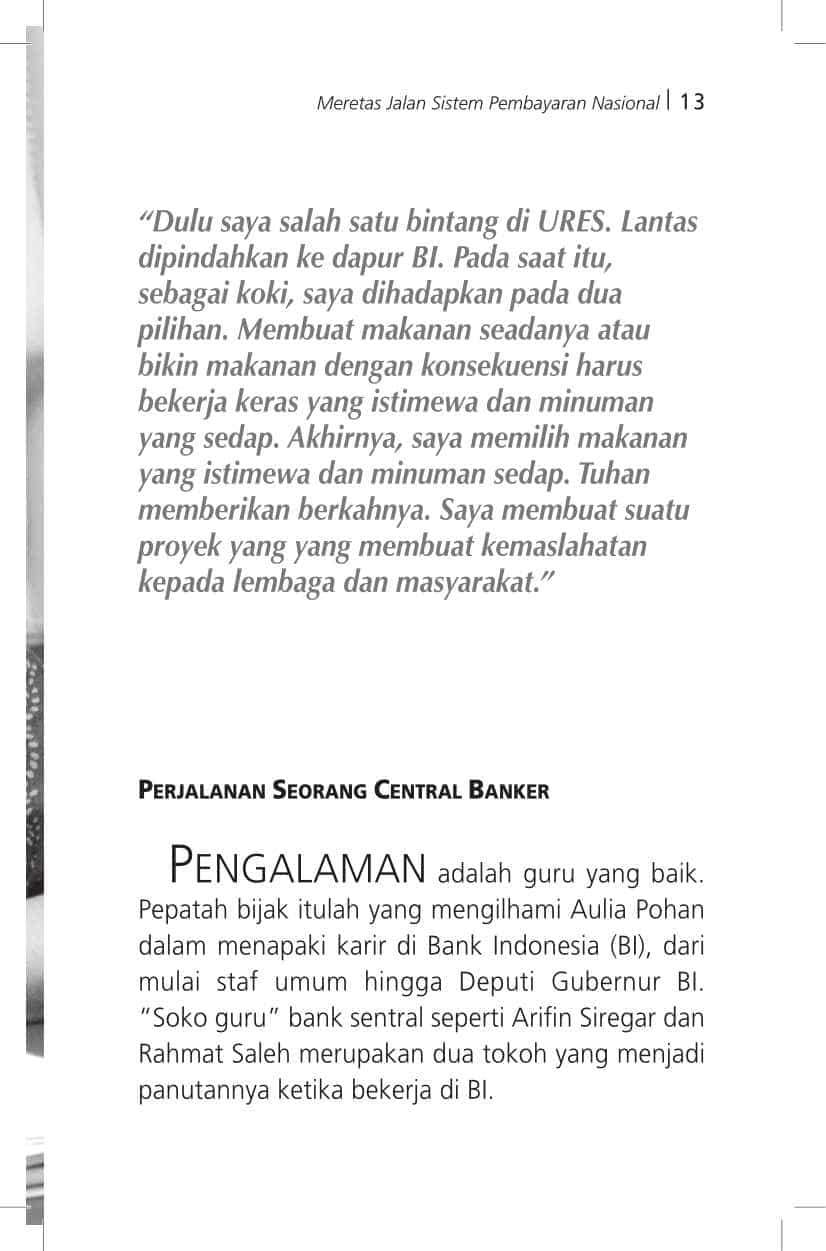 Meretas Jalan Sistem Pembayaran Nasional | 13
“Dulu saya salah satu bintang di URES. Lantas
dipindahkan ke dapur BI. Pada saat itu,
sebagai koki, saya dihadapkan pada dua
pilihan. Membuat makanan seadanya atau
bikin makanan dengan konsekuensi harus
bekerja keras yang istimewa dan minuman
yang sedap. Akhirnya, saya memilih makanan
yang istimewa dan minuman sedap. Tuhan
memberikan berkahnya. Saya membuat suatu
proyek yang yang membuat kemaslahatan
kepada lembaga dan masyarakat.”
PERJALANAN SEORANG CENTRAL BANKER
PENGALAMAN adalah guru yang baik.
Pepatah bijak itulah yang mengilhami Aulia Pohan
dalam menapaki karir di Bank Indonesia (BI), dari
mulai staf umum hingga Deputi Gubernur BI.
“Soko guru” bank sentral seperti Arifin Siregar dan
Rahmat Saleh merupakan dua tokoh yang menjadi
panutannya ketika bekerja di BI.